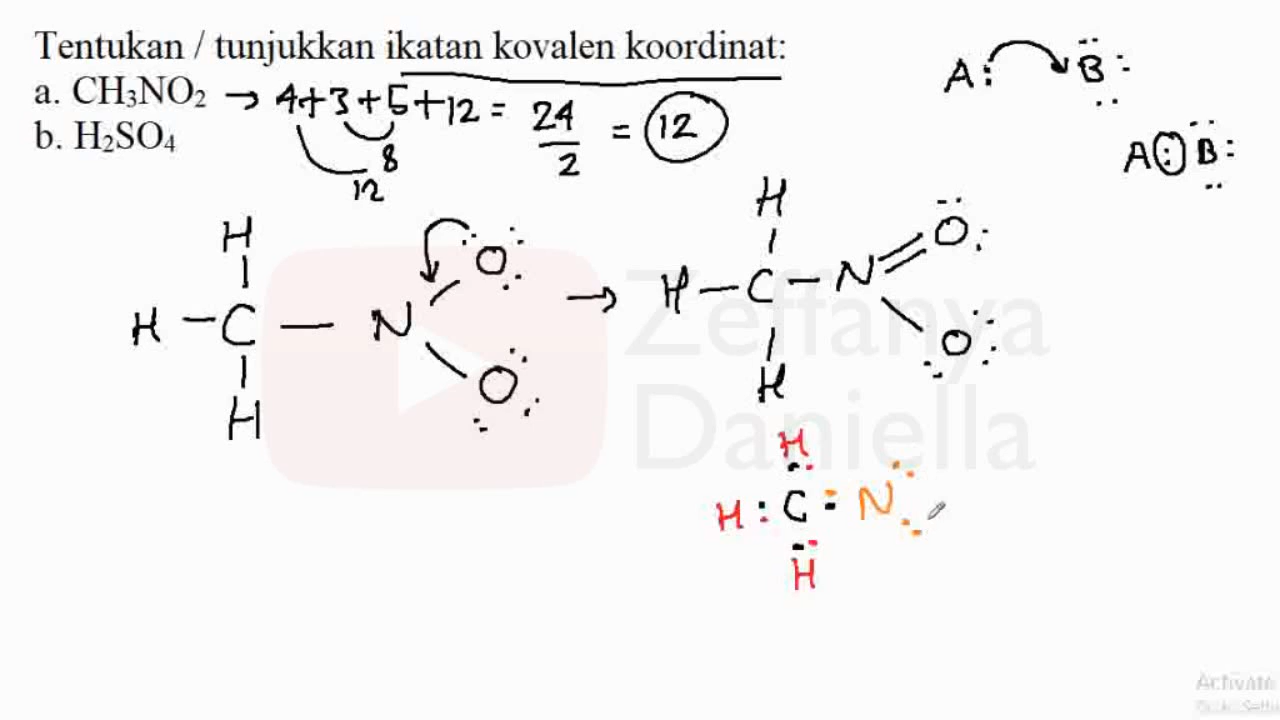 Tentukan / tunjukkan ikatan kovalen koordinat:
a. CH₃NO₂ → 4+3+5+12 = 24/2 = 12
b. H₂SO₄
8
12
A: B
A : B
H
H – C – N O
O
H
→
H
H – C – N = O
O
H
Zeffanya
Daniella
H
H : C : N
H
Activate